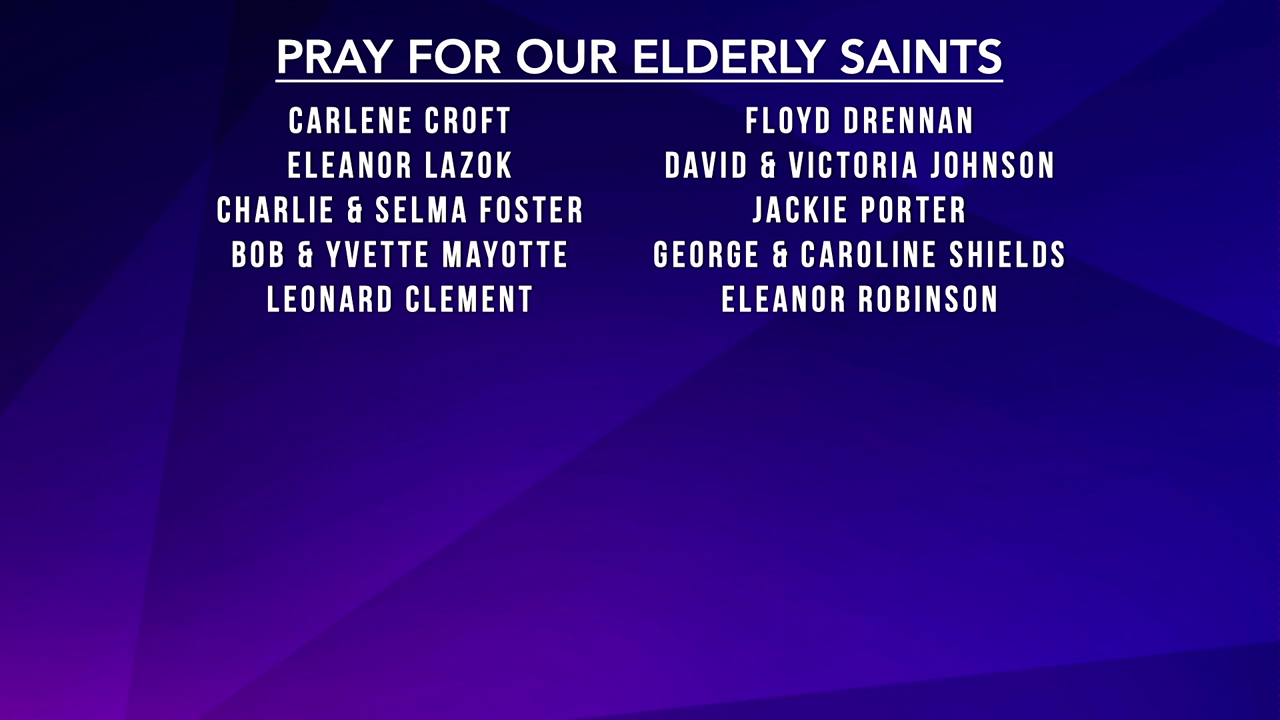 PRAY FOR OUR ELDERLY SAINTS
CARLENE CROFT
ELEANOR LAZOK
CHARLIE & SELMA FOSTER
BOB & YVETTE MAYOTTE
LEONARD CLEMENT
FLOYD DRENNAN
DAVID & VICTORIA JOHNSON
JACKIE PORTER
GEORGE & CAROLINE SHIELDS
ELEANOR ROBINSON